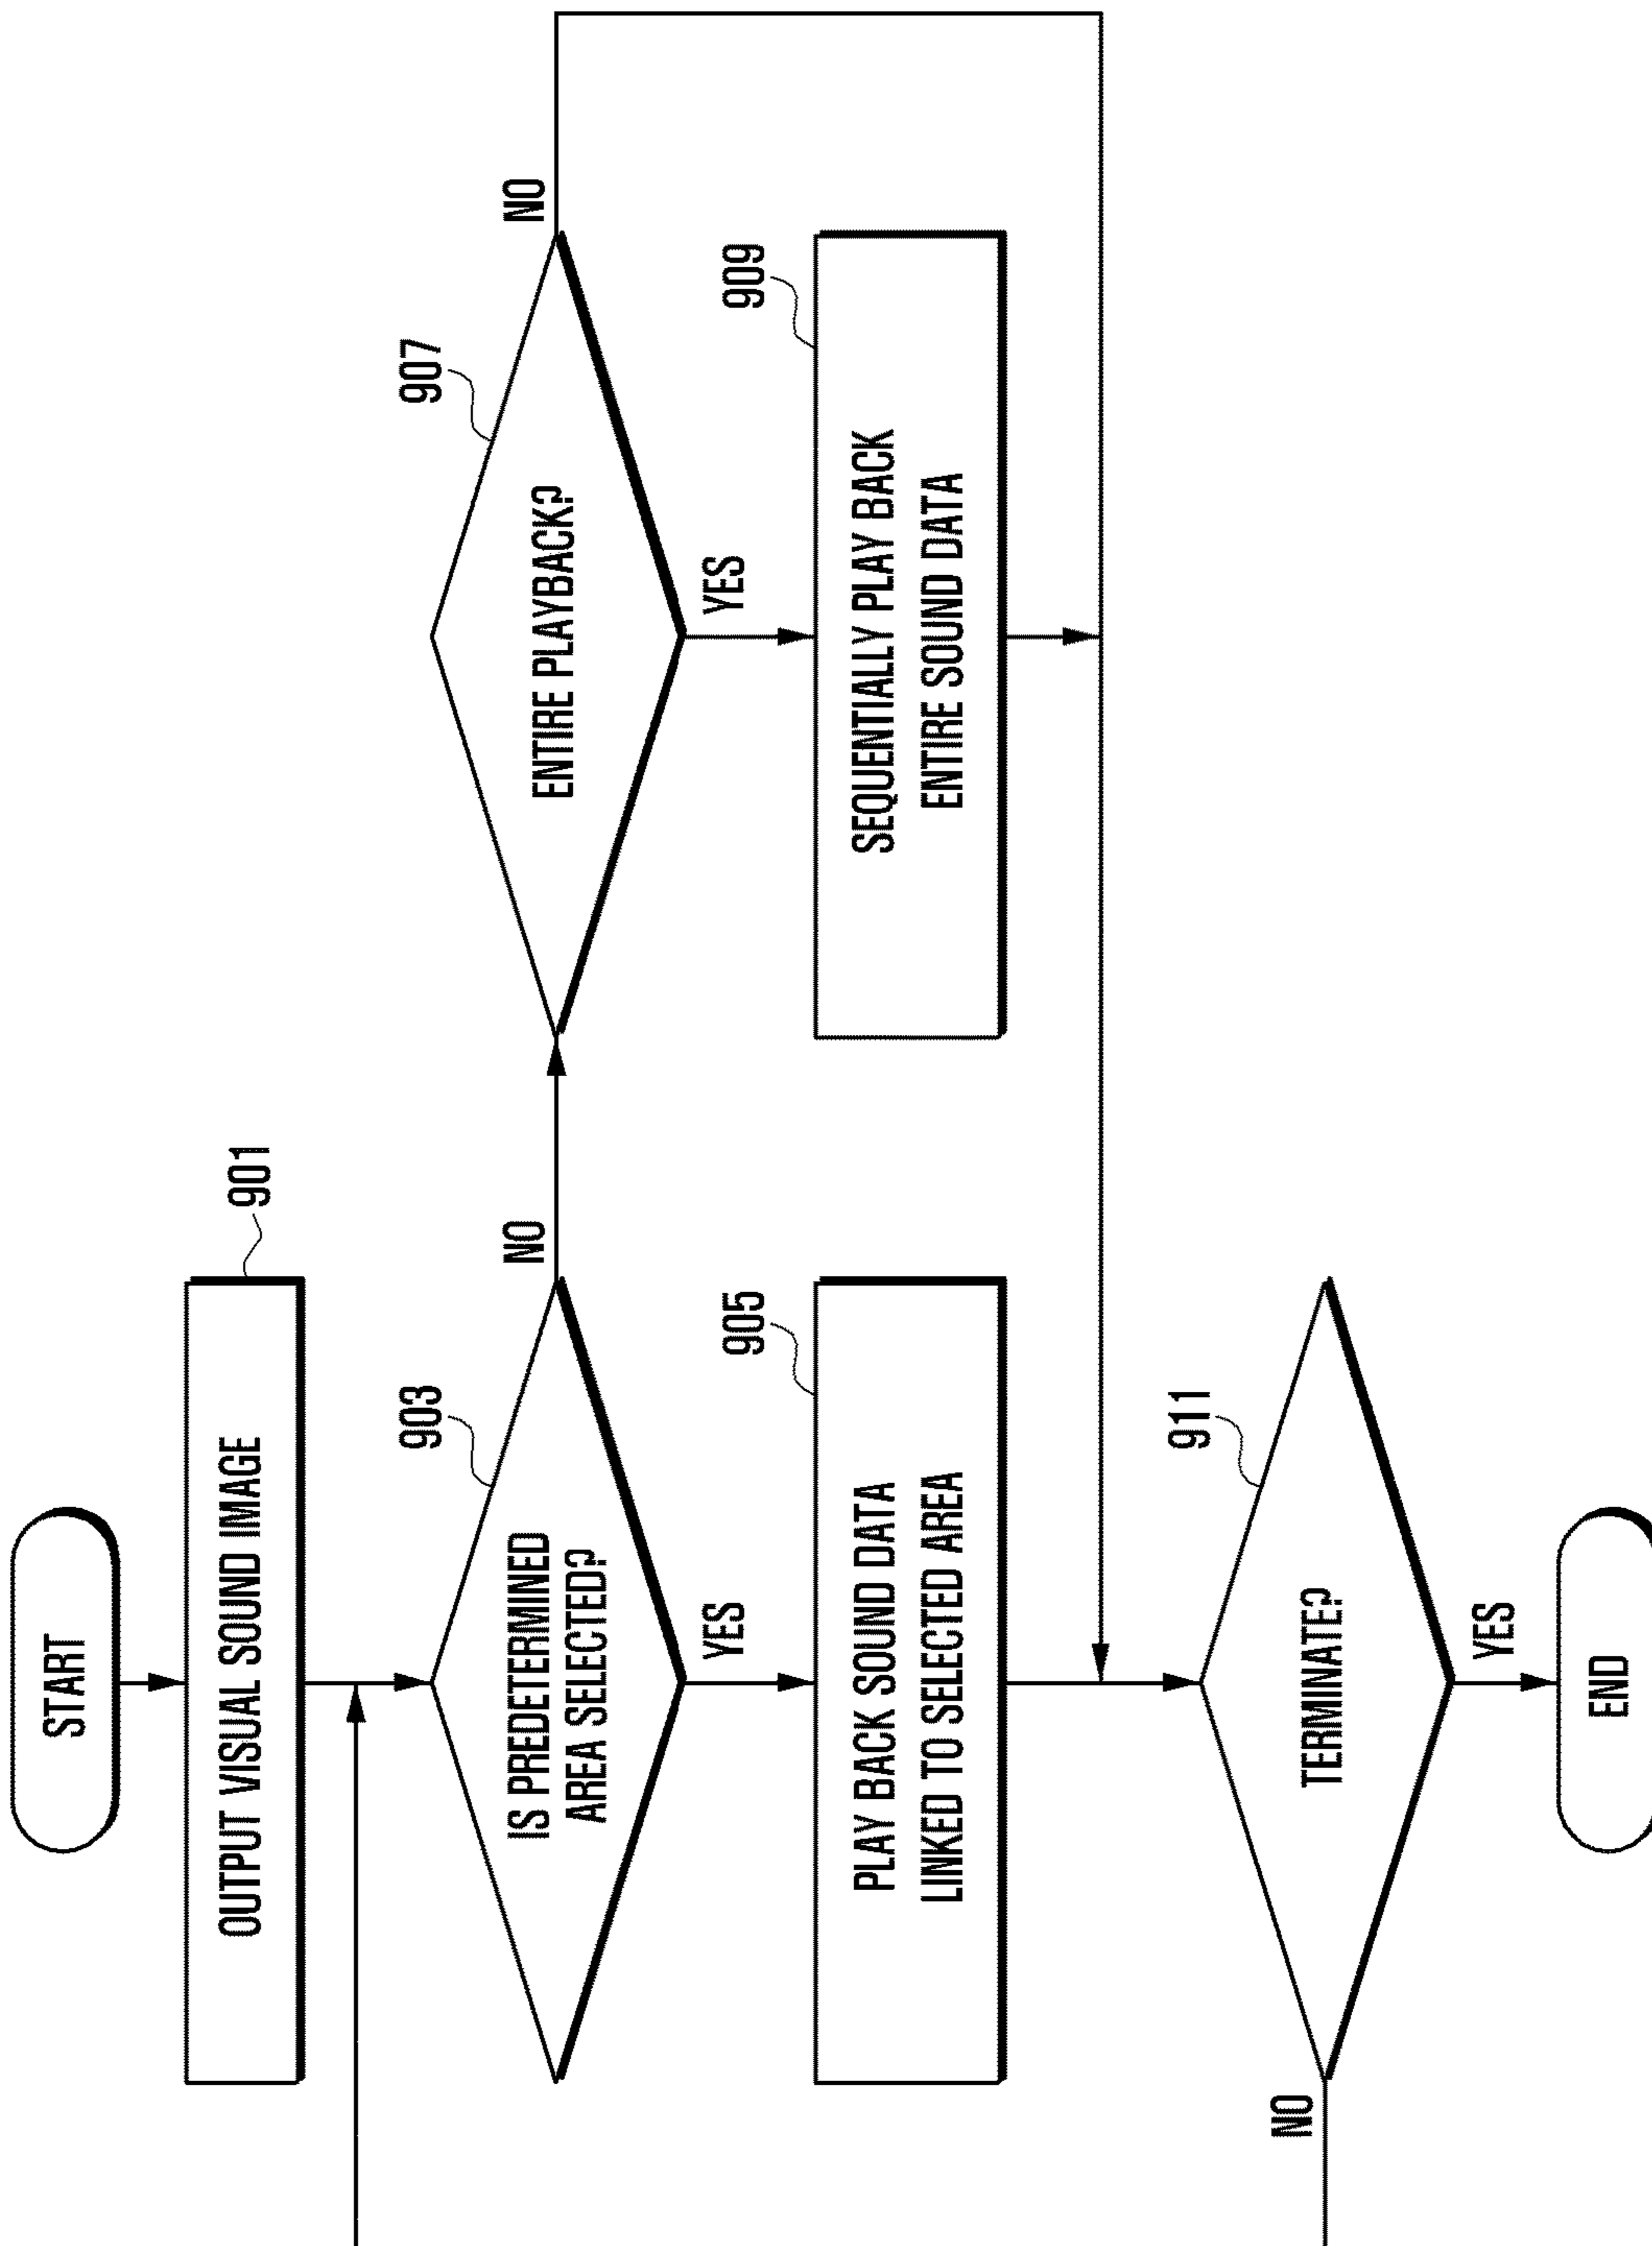 START
OUTPUT VISUAL SOUND IMAGE
901
IS PREDETERMINED
AREA SELECTED?
903
NO
YES
ENTIRE PLAYBACK?
907
NO
YES
PLAY BACK SOUND DATA
LINKED TO SELECTED AREA
905
SEQUENTIALLY PLAY BACK
ENTIRE SOUND DATA
909
TERMINATE?
911
NO
YES
END